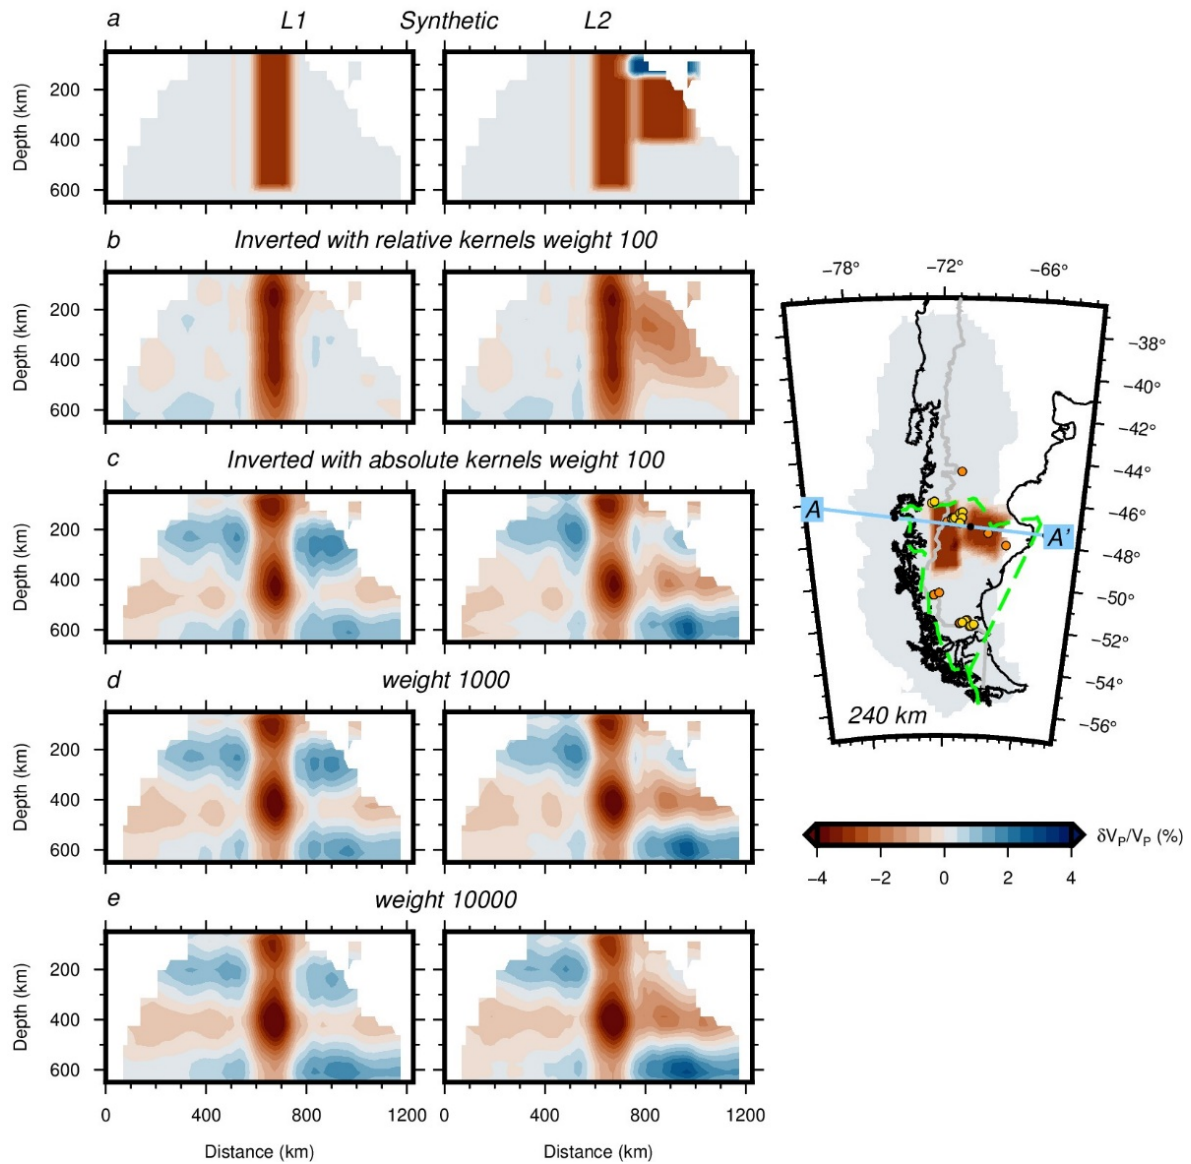 a L1 Synthetic L2
Depth (km)
200
400
600
b Inverted with relative kernels weight 100
Depth (km)
200
400
600
c Inverted with absolute kernels weight 100
Depth (km)
200
400
600
d weight 1000
Depth (km)
200
400
600
e weight 10000
Depth (km)
200
400
600
0 400 800 1200 0 400 800 1200
Distance (km) Distance (km)
−78° −72° −66°
−38°
−40°
−42°
−44°
−46°
−48°
−50°
−52°
−54°
−56°
A A'
240 km
δVP/VP (%)
−4 −2 0 2 4